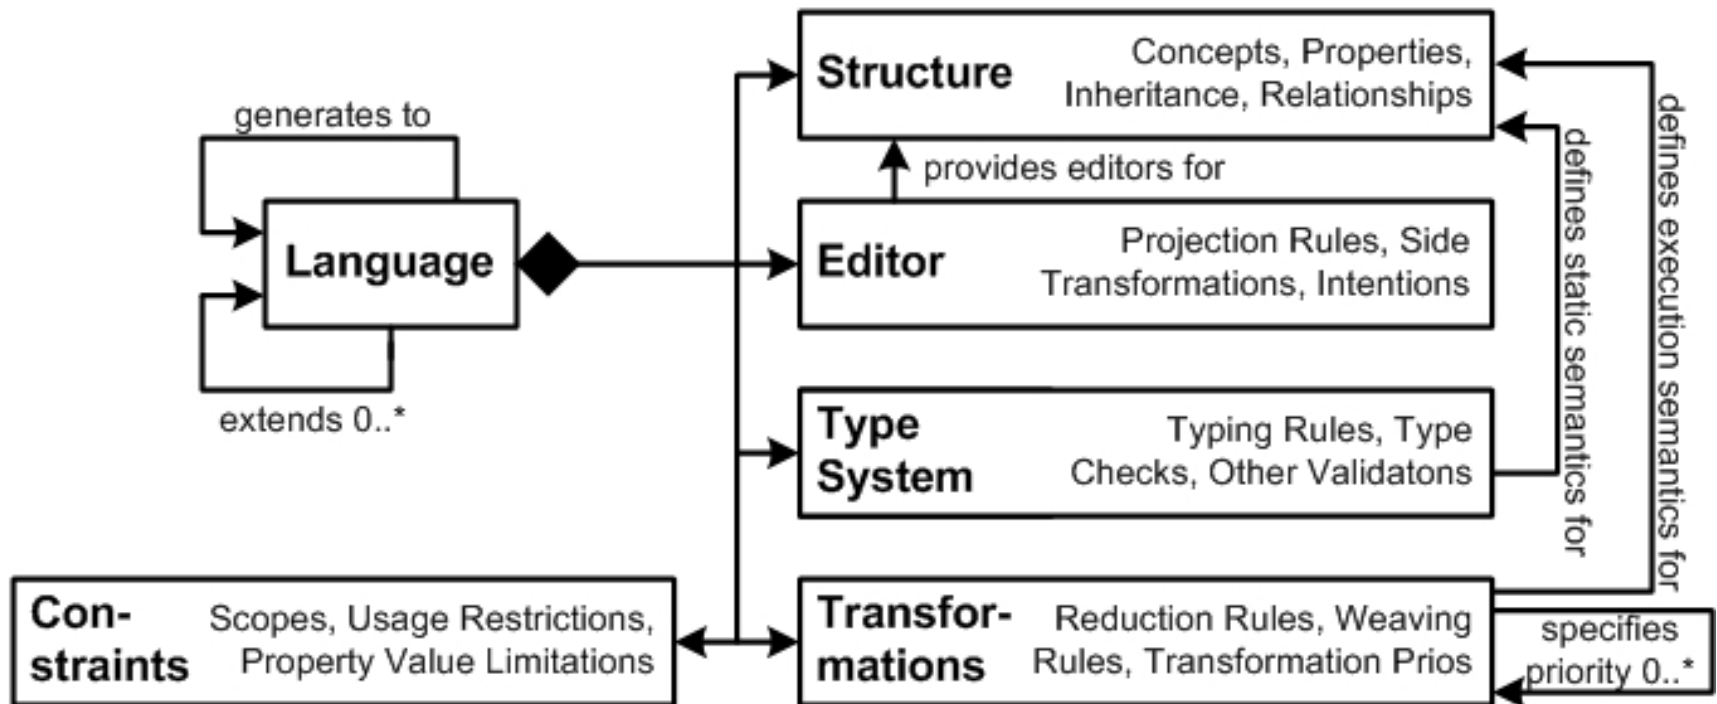 generates to
Language
extends 0..*
Structure
Concepts, Properties,
Inheritance, Relationships
provides editors for
Editor
Projection Rules, Side
Transformations, Intentions
Type
System
Typing Rules, Type
Checks, Other Validatons
defines static semantics for
defines execution semantics for
Con-
straints
Scopes, Usage Restrictions,
Property Value Limitations
Transfor-
mations
Reduction Rules, Weaving
Rules, Transformation Prios
specifies
priority 0..*